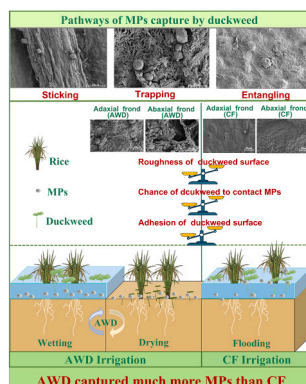 Pathways of MPs capture by duckweed
Sticking
Trapping
Entangling
Adaxial frond
(AWD)
Abaxial frond
(AWD)
Adaxial frond
(CF)
Abaxial frond
(CF)
Rice
Roughness of duckweed surface
MPs
Chance of dcukweed to contact MPs
Duckweed
Adhesion of duckweed surface
Wetting
AWD
Drying
Flooding
AWD Irrigation
CF Irrigation
AWD captured much more MPs than CF